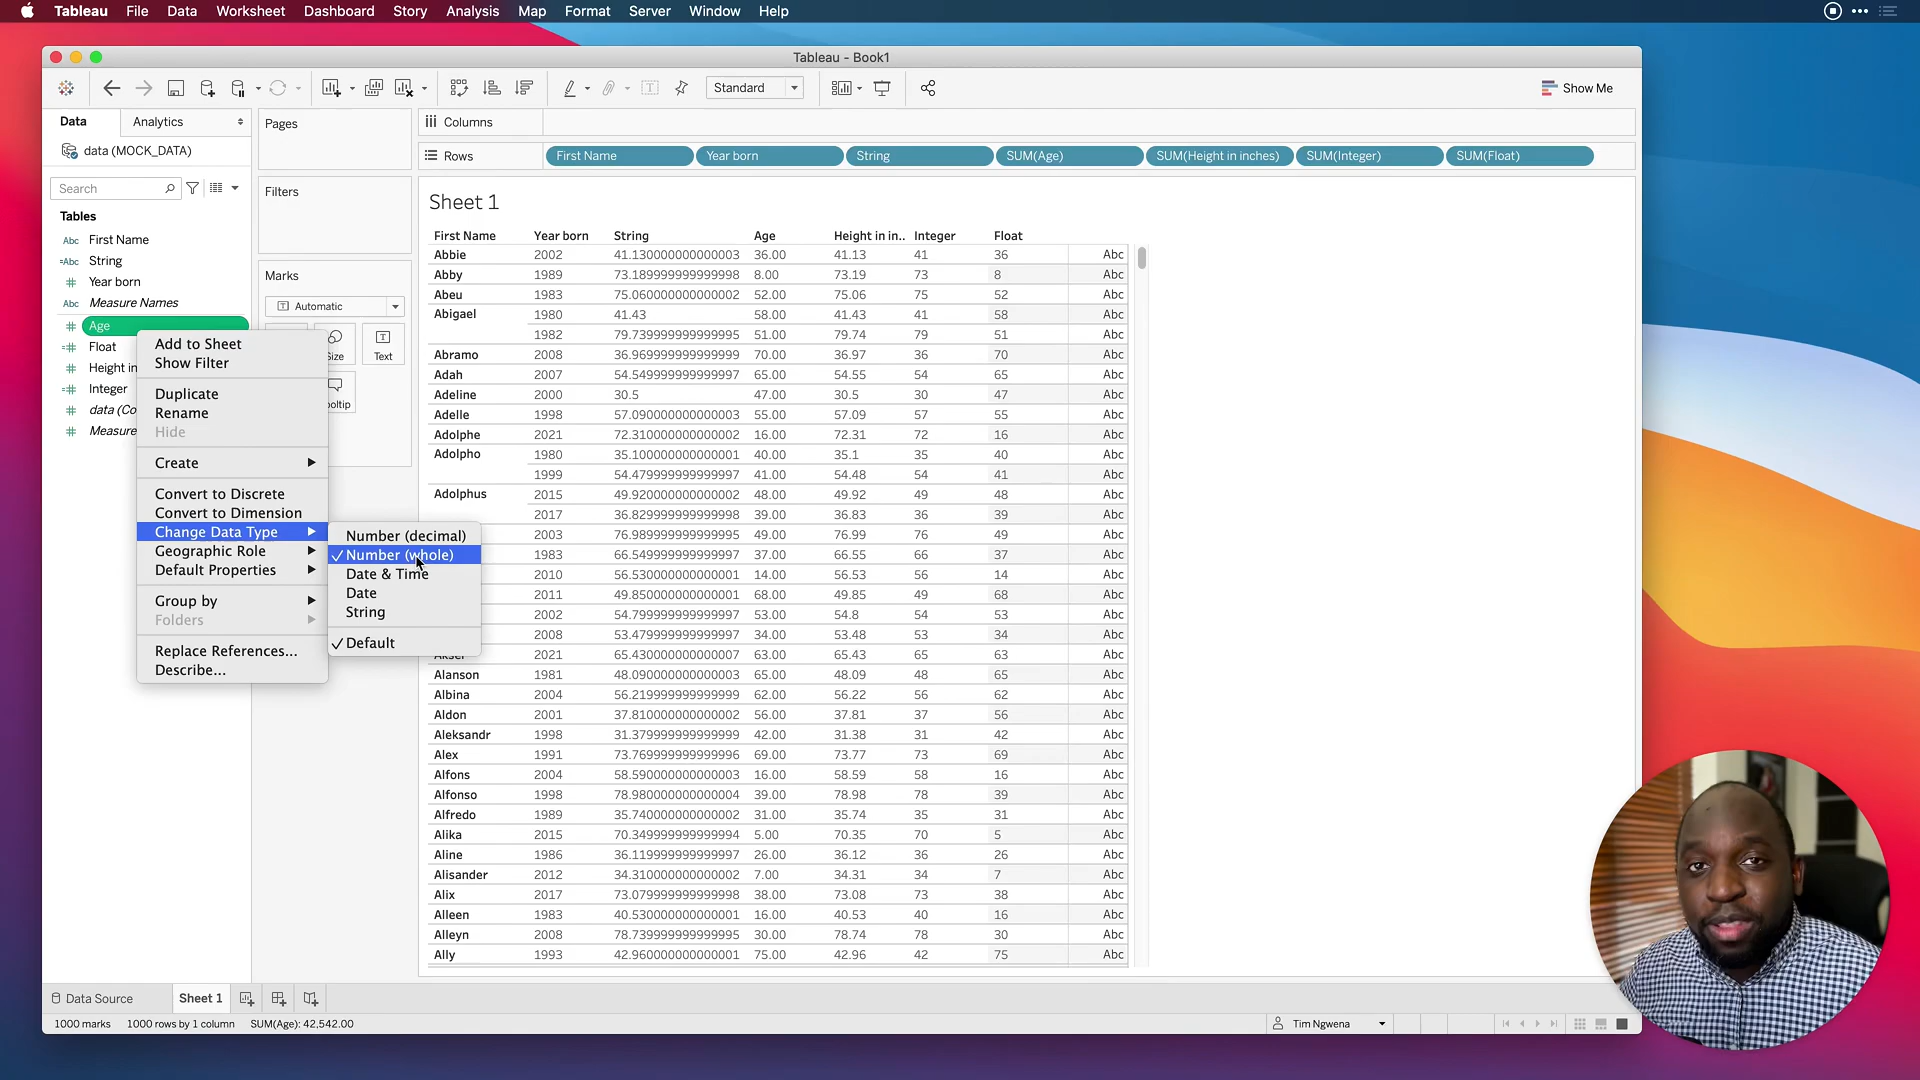 Tableau File Data Worksheet Dashboard Story Analysis Map Format Server Window Help
Tableau - Book1
Standard
Show Me
Data Analytics
data (MOCK_DATA)
Search
Tables
Abc First Name
=Abc String
# Year born
Abc Measure Names
# Age
=# Float
# Height in
=# Integer
# data (Co
# Measure
Add to Sheet
Show Filter
Duplicate
Rename
Hide
Create
Convert to Discrete
Convert to Dimension
Change Data Type
Geographic Role
Default Properties
Group by
Folders
Replace References...
Describe...
Number (decimal)
Number (whole)
Date & Time
Date
String
Default
Pages
Filters
Marks
Automatic
Size
Text
ooltip
Columns
Rows First Name Year born String SUM(Age) SUM(Height in inches) SUM(Integer) SUM(Float)
Sheet 1
First Name Year born String Age Height in in.. Integer Float
Abbie 2002 41.130000000000003 36.00 41.13 41 36 Abc
Abby 1989 73.189999999999998 8.00 73.19 73 8 Abc
Abeu 1983 75.060000000000002 52.00 75.06 75 52 Abc
Abigael 1980 41.43 58.00 41.43 41 58 Abc
1982 79.739999999999995 51.00 79.74 79 51 Abc
Abramo 2008 36.969999999999999 70.00 36.97 36 70 Abc
Adah 2007 54.549999999999997 65.00 54.55 54 65 Abc
Adeline 2000 30.5 47.00 30.5 30 47 Abc
Adelle 1998 57.090000000000003 55.00 57.09 57 55 Abc
Adolphe 2021 72.310000000000002 16.00 72.31 72 16 Abc
Adolpho 1980 35.100000000000001 40.00 35.1 35 40 Abc
1999 54.479999999999997 41.00 54.48 54 41 Abc
Adolphus 2015 49.920000000000002 48.00 49.92 49 48 Abc
2017 36.829999999999998 39.00 36.83 36 39 Abc
2003 76.989999999999995 49.00 76.99 76 49 Abc
1983 66.549999999999997 37.00 66.55 66 37 Abc
2010 56.530000000000001 14.00 56.53 56 14 Abc
2011 49.850000000000001 68.00 49.85 49 68 Abc
2002 54.799999999999997 53.00 54.8 54 53 Abc
2008 53.479999999999997 34.00 53.48 53 34 Abc
2021 65.430000000000007 63.00 65.43 65 63 Abc
Alanson 1981 48.090000000000003 65.00 48.09 48 65 Abc
Albina 2004 56.219999999999999 62.00 56.22 56 62 Abc
Aldon 2001 37.810000000000002 56.00 37.81 37 56 Abc
Aleksandr 1998 31.379999999999999 42.00 31.38 31 42 Abc
Alex 1991 73.769999999999996 69.00 73.77 73 69 Abc
Alfons 2004 58.590000000000003 16.00 58.59 58 16 Abc
Alfonso 1998 78.980000000000004 39.00 78.98 78 39 Abc
Alfredo 1989 35.740000000000002 31.00 35.74 35 31 Abc
Alika 2015 70.349999999999994 5.00 70.35 70 5 Abc
Aline 1986 36.119999999999997 26.00 36.12 36 26 Abc
Alisander 2012 34.310000000000002 7.00 34.31 34 7 Abc
Alix 2017 73.079999999999998 38.00 73.08 73 38 Abc
Alleen 1983 40.530000000000001 16.00 40.53 40 16 Abc
Alleyn 2008 78.739999999999995 30.00 78.74 78 30 Abc
Ally 1993 42.960000000000001 75.00 42.96 42 75 Abc
Data Source Sheet 1
1000 marks 1000 rows by 1 column SUM(Age): 42,542.00 Tim Ngwena